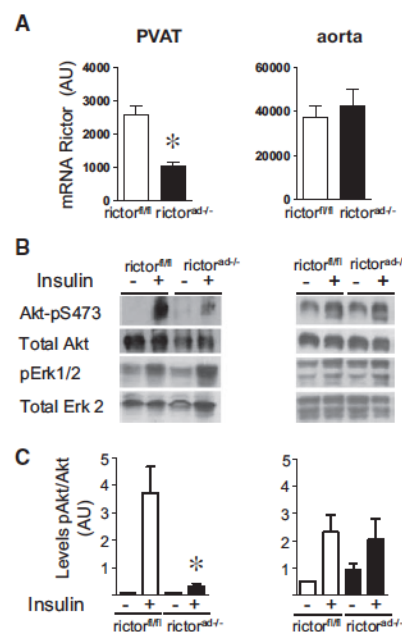 A
PVAT aorta
mRNA Rictor (AU)
4000 3000 2000 1000 0
60000 40000 20000 0
*
rictorfl/fl rictorad-/- rictorfl/fl rictorad-/-
B
rictorfl/fl rictorad-/- rictorfl/fl rictorad-/-
Insulin - + - + - + - +
Akt-pS473
Total Akt
pErk1/2
Total Erk 2
C
Levels pAkt/Akt (AU)
5 4 3 2 1
5 4 3 2 1
*
Insulin - + - + - + - +
rictorfl/fl rictorad-/- rictorfl/fl rictorad-/-